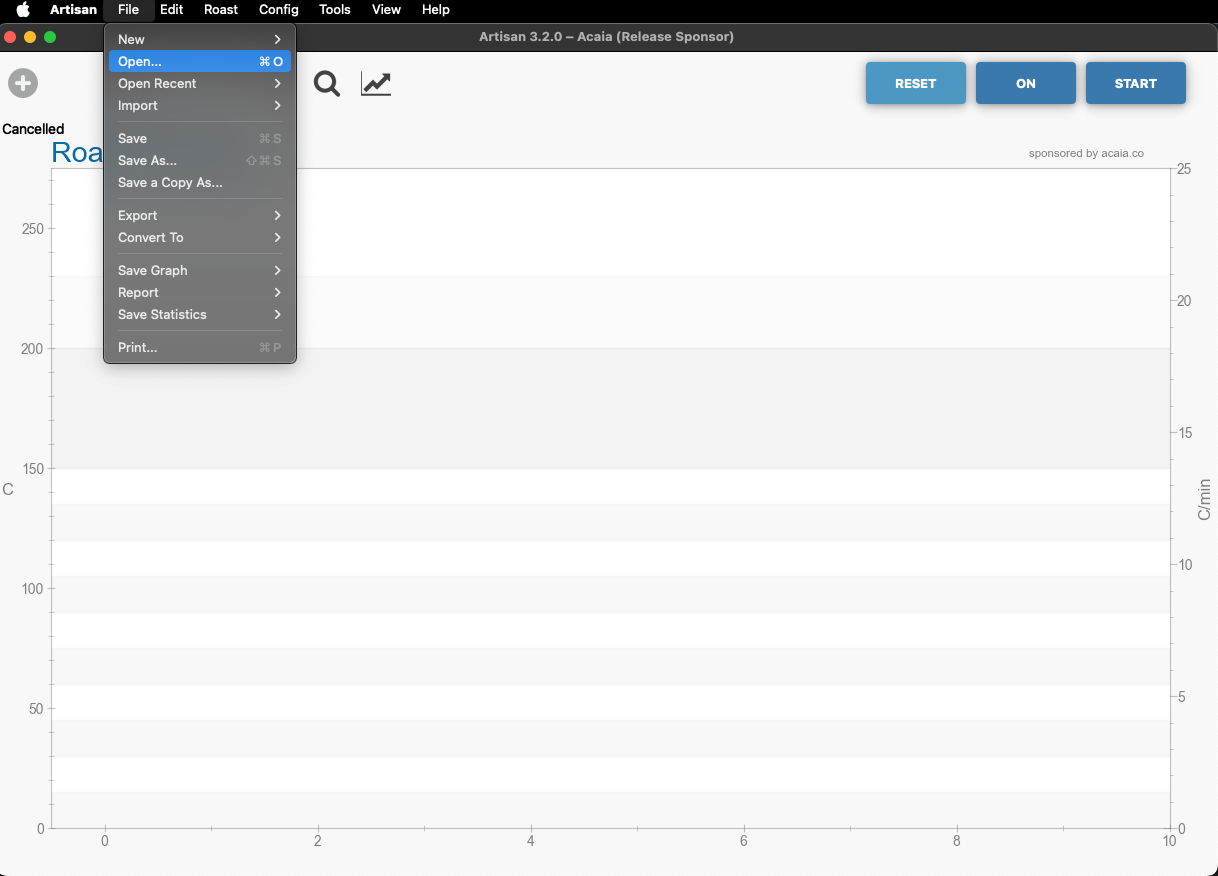 Artisan File Edit Roast Config Tools View Help
Artisan 3.2.0 – Acaia (Release Sponsor)
New
Open... ⌘ O
Open Recent
Import
Save ⌘ S
Save As... ⇧ ⌘ S
Save a Copy As...
Export
Convert To
Save Graph
Report
Save Statistics
Print... ⌘ P
RESET ON START
Cancelled
Roa
sponsored by acaia.co
250
200
150
100
50
0
C
25
20
15
10
5
0
C/min
0 2 4 6 8 10